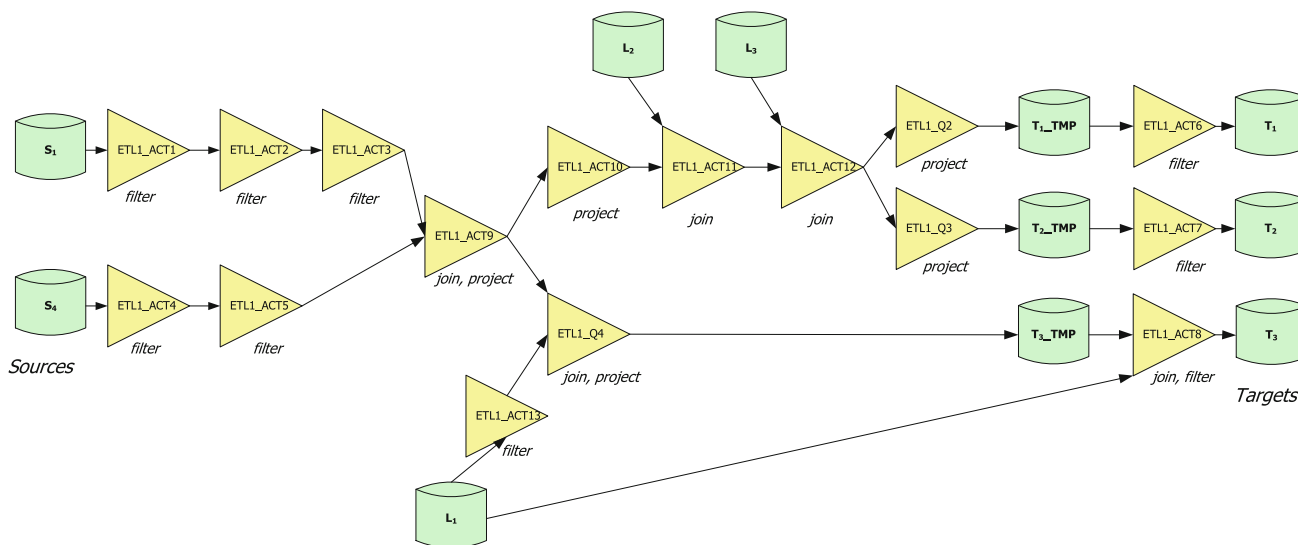 L₂
L₃
S₁
ETL1_ACT1
filter
ETL1_ACT2
filter
ETL1_ACT3
filter
ETL1_ACT9
join, project
ETL1_ACT10
project
ETL1_ACT11
join
ETL1_ACT12
join
ETL1_Q2
project
T₁_TMP
ETL1_ACT6
filter
T₁
ETL1_Q3
project
T₂_TMP
ETL1_ACT7
filter
T₂
S₄
Sources
ETL1_ACT4
filter
ETL1_ACT5
filter
ETL1_Q4
join, project
T₃_TMP
ETL1_ACT8
join, filter
T₃
Targets
ETL1_ACT13
filter
L₁